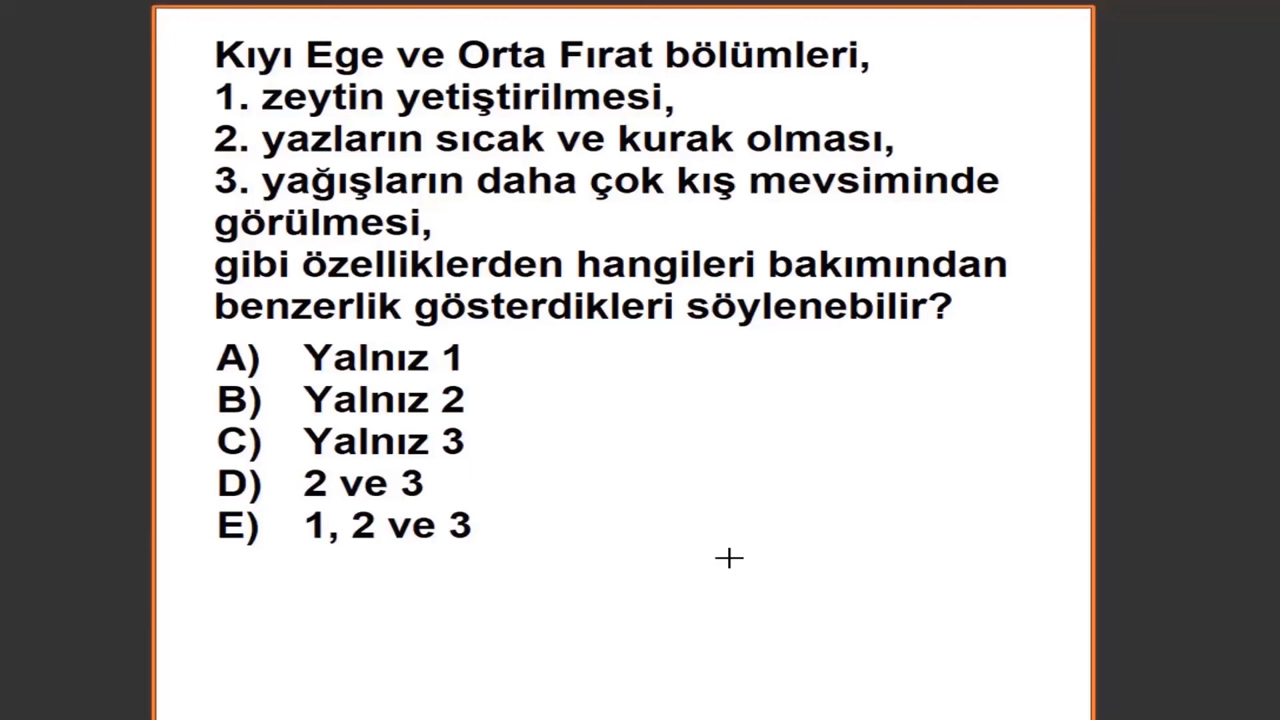 Kıyı Ege ve Orta Fırat bölümleri,
1. zeytin yetiştirilmesi,
2. yazların sıcak ve kurak olması,
3. yağışların daha çok kış mevsiminde
görülmesi,
gibi özelliklerden hangileri bakımından
benzerlik gösterdikleri söylenebilir?
A) Yalnız 1
B) Yalnız 2
C) Yalnız 3
D) 2 ve 3
E) 1, 2 ve 3